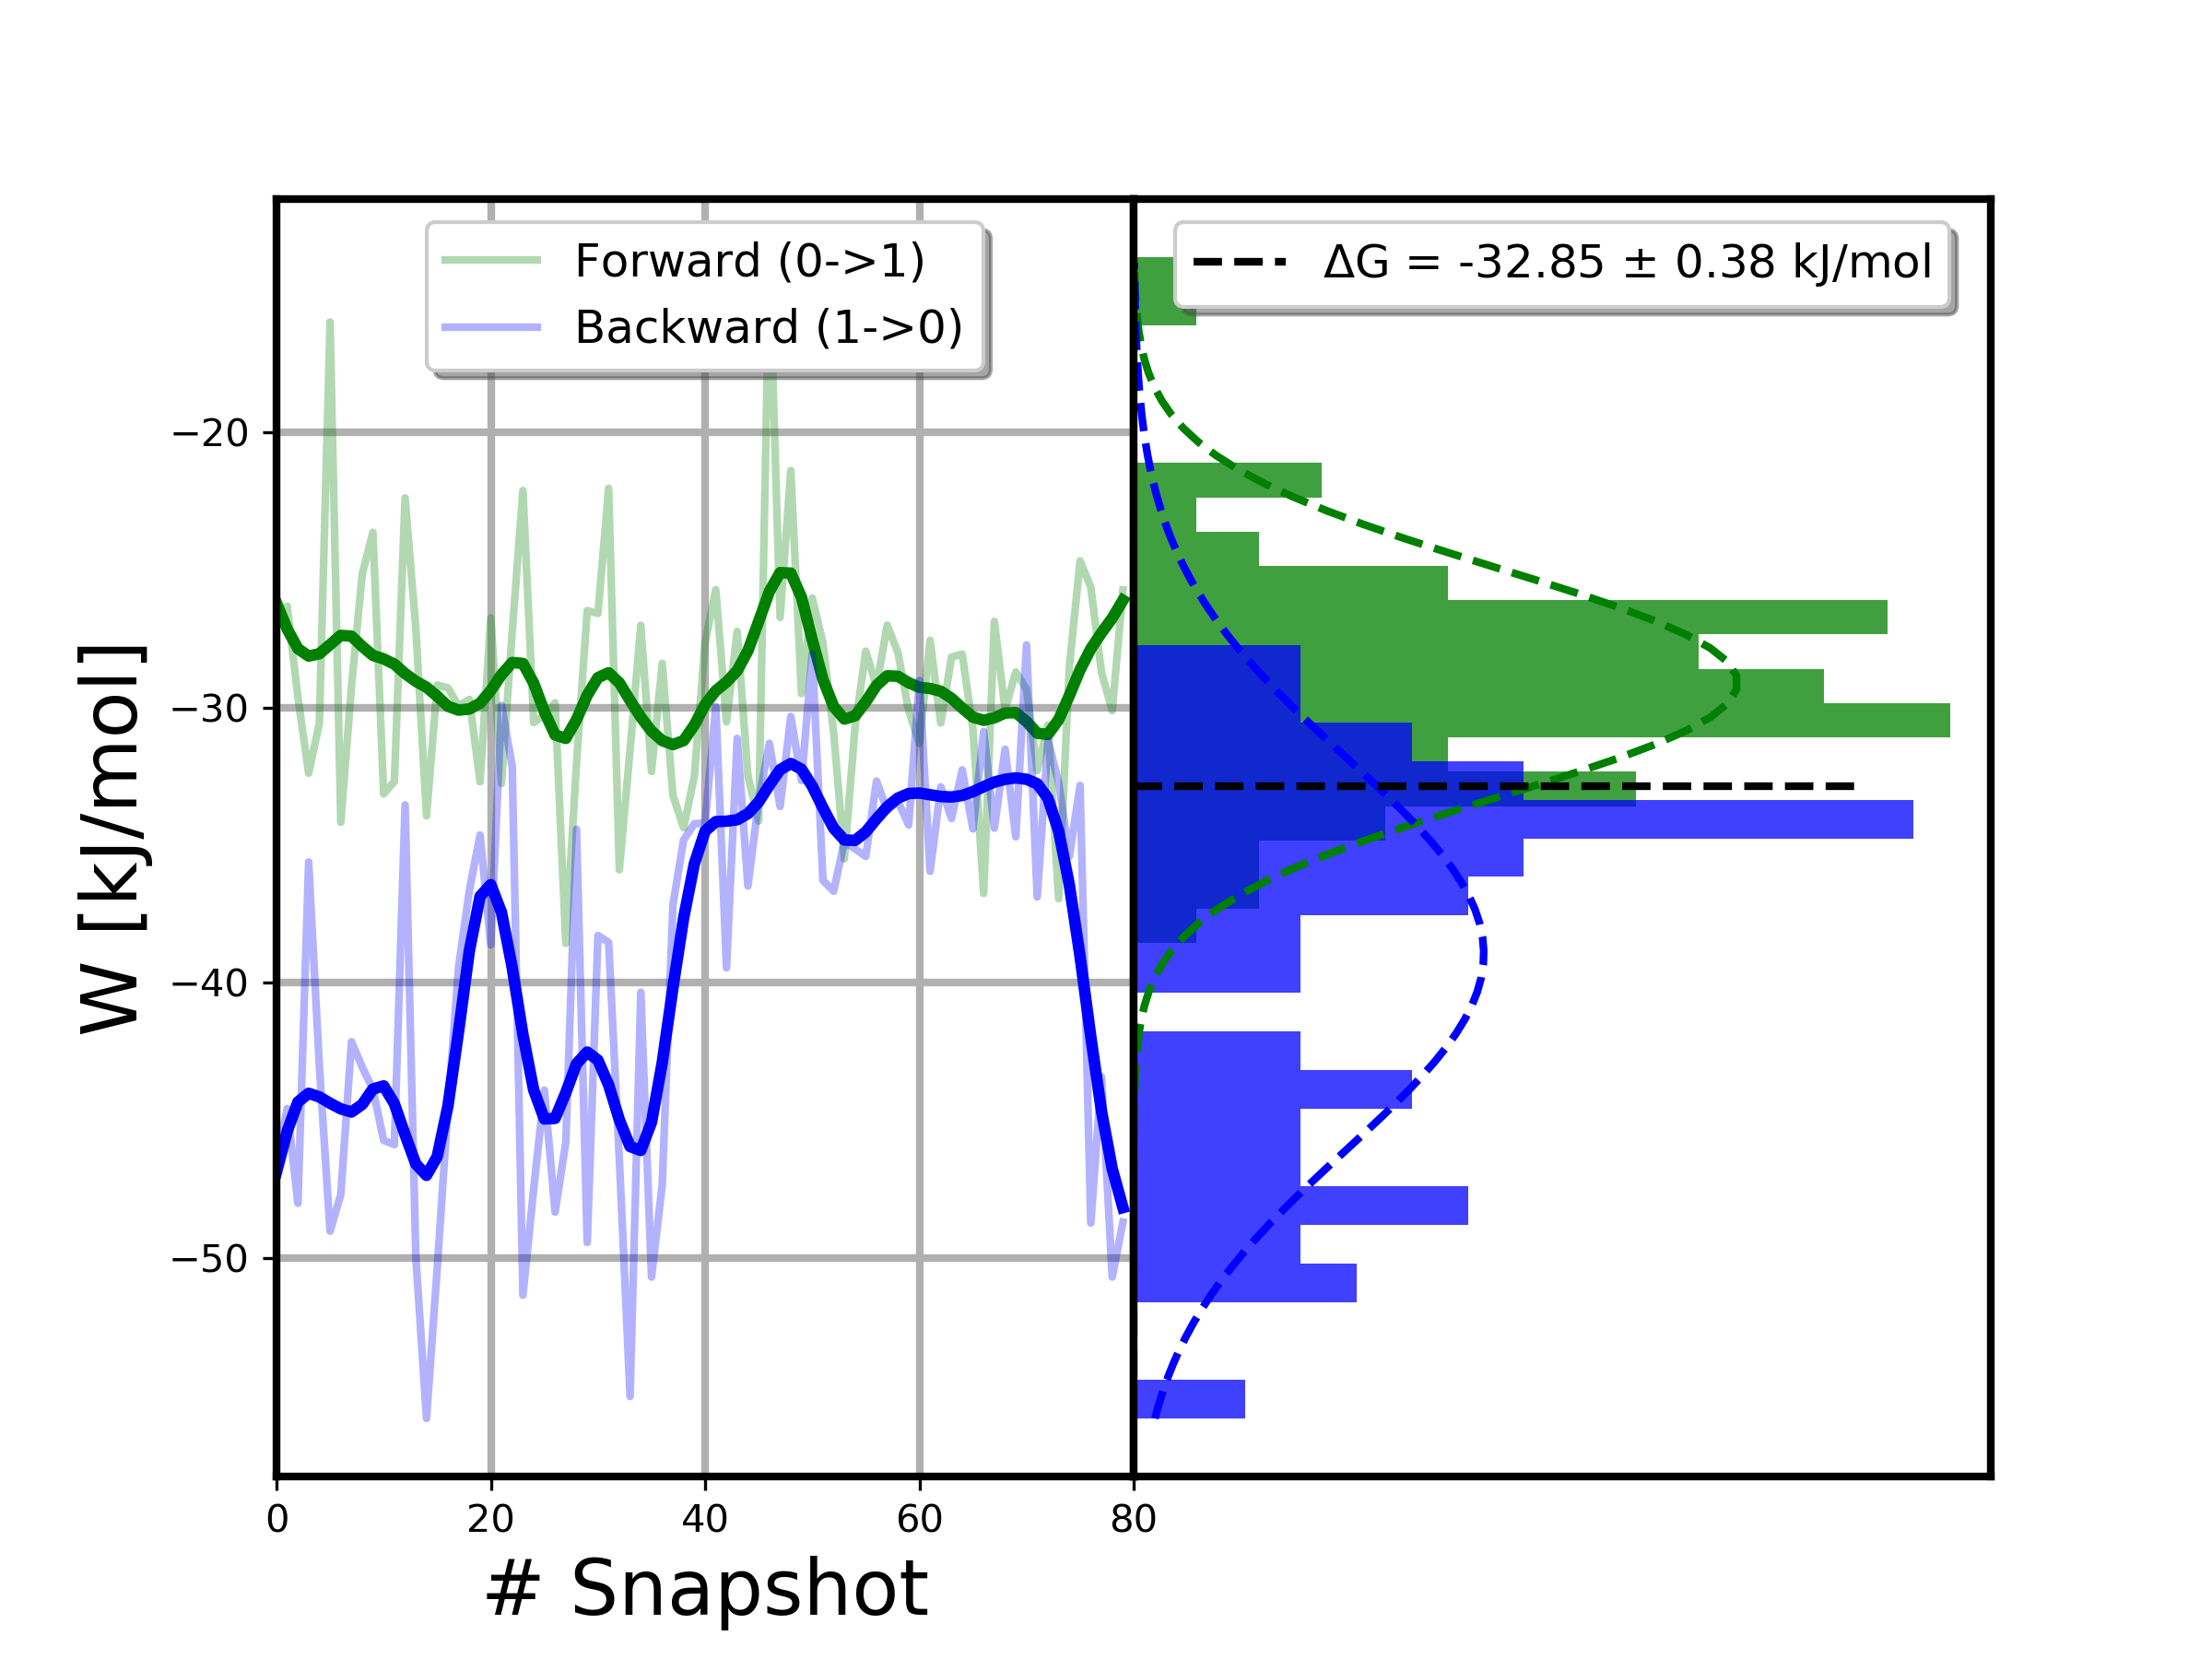 Forward (0->1)
Backward (1->0)
ΔG = -32.85 ± 0.38 kJ/mol
−20
−30
−40
−50
W [kJ/mol]
0 20 40 60 80
# Snapshot